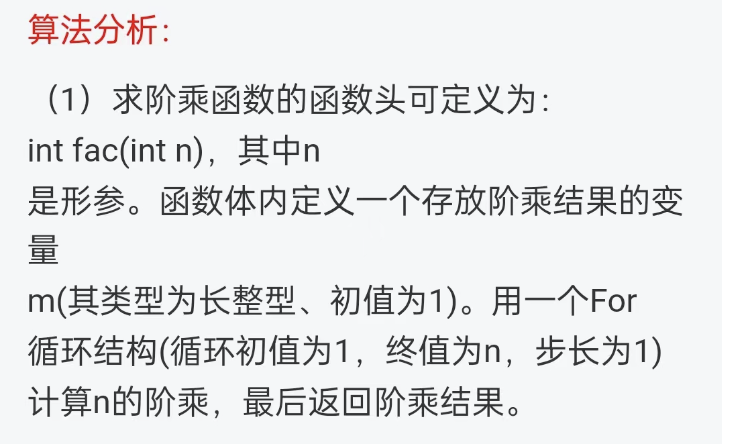 算法分析：
（1）求阶乘函数的函数头可定义为：
int fac(int n)，其中n
是形参。函数体内定义一个存放阶乘结果的变
量
m(其类型为长整型、初值为1)。用一个For
循环结构(循环初值为1，终值为n，步长为1)
计算n的阶乘，最后返回阶乘结果。